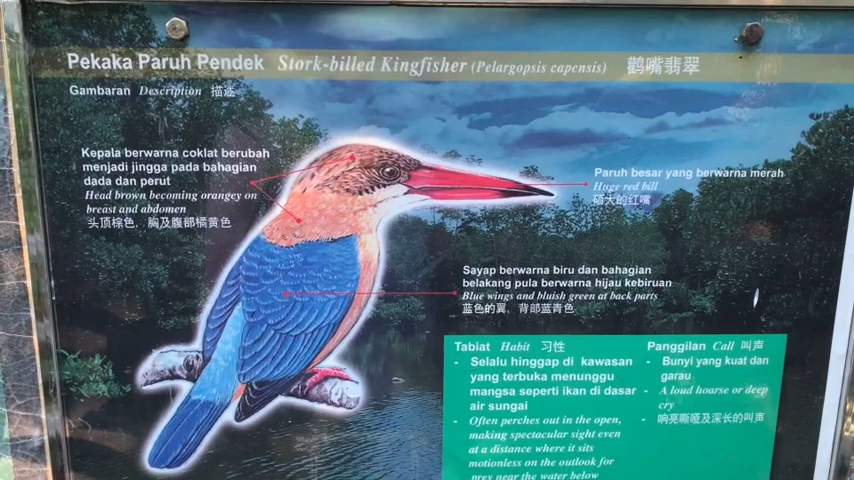 Pekaka Paruh Pendek Stork-billed Kingfisher (Pelargopsis capensis) 鹳嘴翡翠
Gambaran Description 描述
Kepala berwarna coklat berubah
menjadi jingga pada bahagian
dada dan perut
Head brown becoming orangey on
breast and abdomen
头顶棕色，胸及腹部橘黄色
Paruh besar yang berwarna merah
Huge red bill
硕大的红嘴
Sayap berwarna biru dan bahagian
belakang pula berwarna hijau kebiruan
Blue wings and bluish green at back parts
蓝色的翼，背部蓝青色
Tabiat Habit 习性
- Selalu hinggap di kawasan
yang terbuka menunggu
mangsa seperti ikan di dasar
air sungai
- Often perches out in the open,
making spectacular sight even
at a distance where it sits
motionless on the outlook for
prey near the water below
Panggilan Call 叫声
- Bunyi yang kuat dan
garau
- A loud hoarse or deep
cry
- 响亮嘶哑及深长的叫声